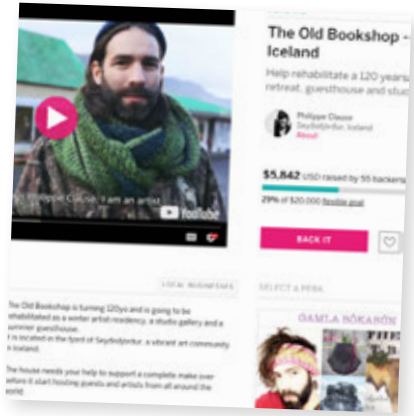 The Old Bookshop -
Iceland
Help rehabilitate a 120 years
retreat, guesthouse and stud
Philippe Clause
Seydisfjordur, Iceland
About
Philippe Clause, I am an artist
YouTube
$5,842 USD raised by 55 backers
29% of $20,000 flexible goal
BACK IT
LOCAL BUSINESSES
SELECT A PERK
The Old Bookshop is turning 120yo and is going to be
rehabilitated as a winter artist residency, a studio gallery and a
summer guesthouse.
It is located in the fjord of Seydisfjordur, a vibrant art community
in Iceland.
The house needs your help to support a complete make over
before it start hosting guests and artists from all around the
world.
GAMLA BÓKABÚÐ